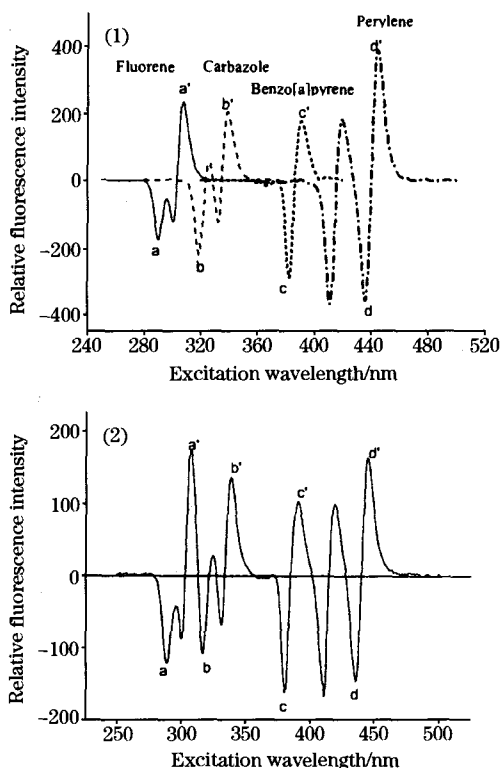 (1)
Perylene
d'
Fluorene Carbazole
a'
b'
Benzo[a]pyrene
c'
a
b
c
d
400
200
0
−200
−400
Relative fluorescence intensity
240 280 320 360 400 440 480 520
Excitation wavelength/nm
(2)
a'
b'
c'
d'
a
b
c
d
200
100
0
−100
−200
Relative fluorescence intensity
250 300 350 400 450 500
Excitation wavelength/nm